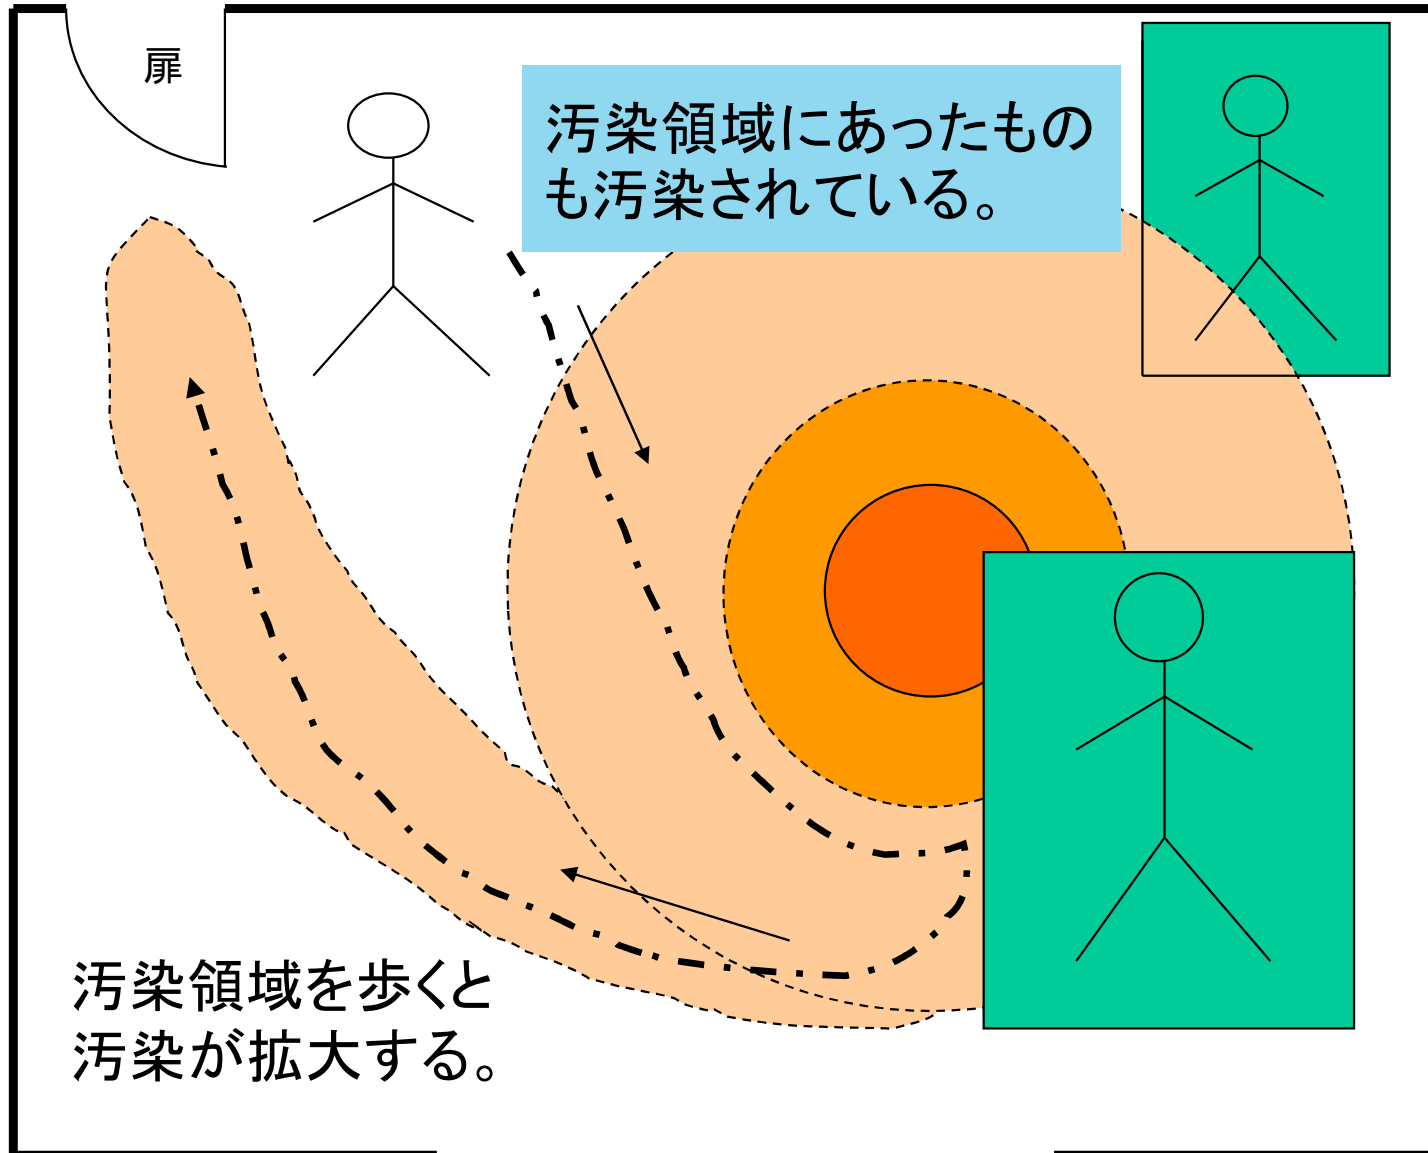 扉
汚染領域にあったもの
も汚染されている。
汚染領域を歩くと
汚染が拡大する。